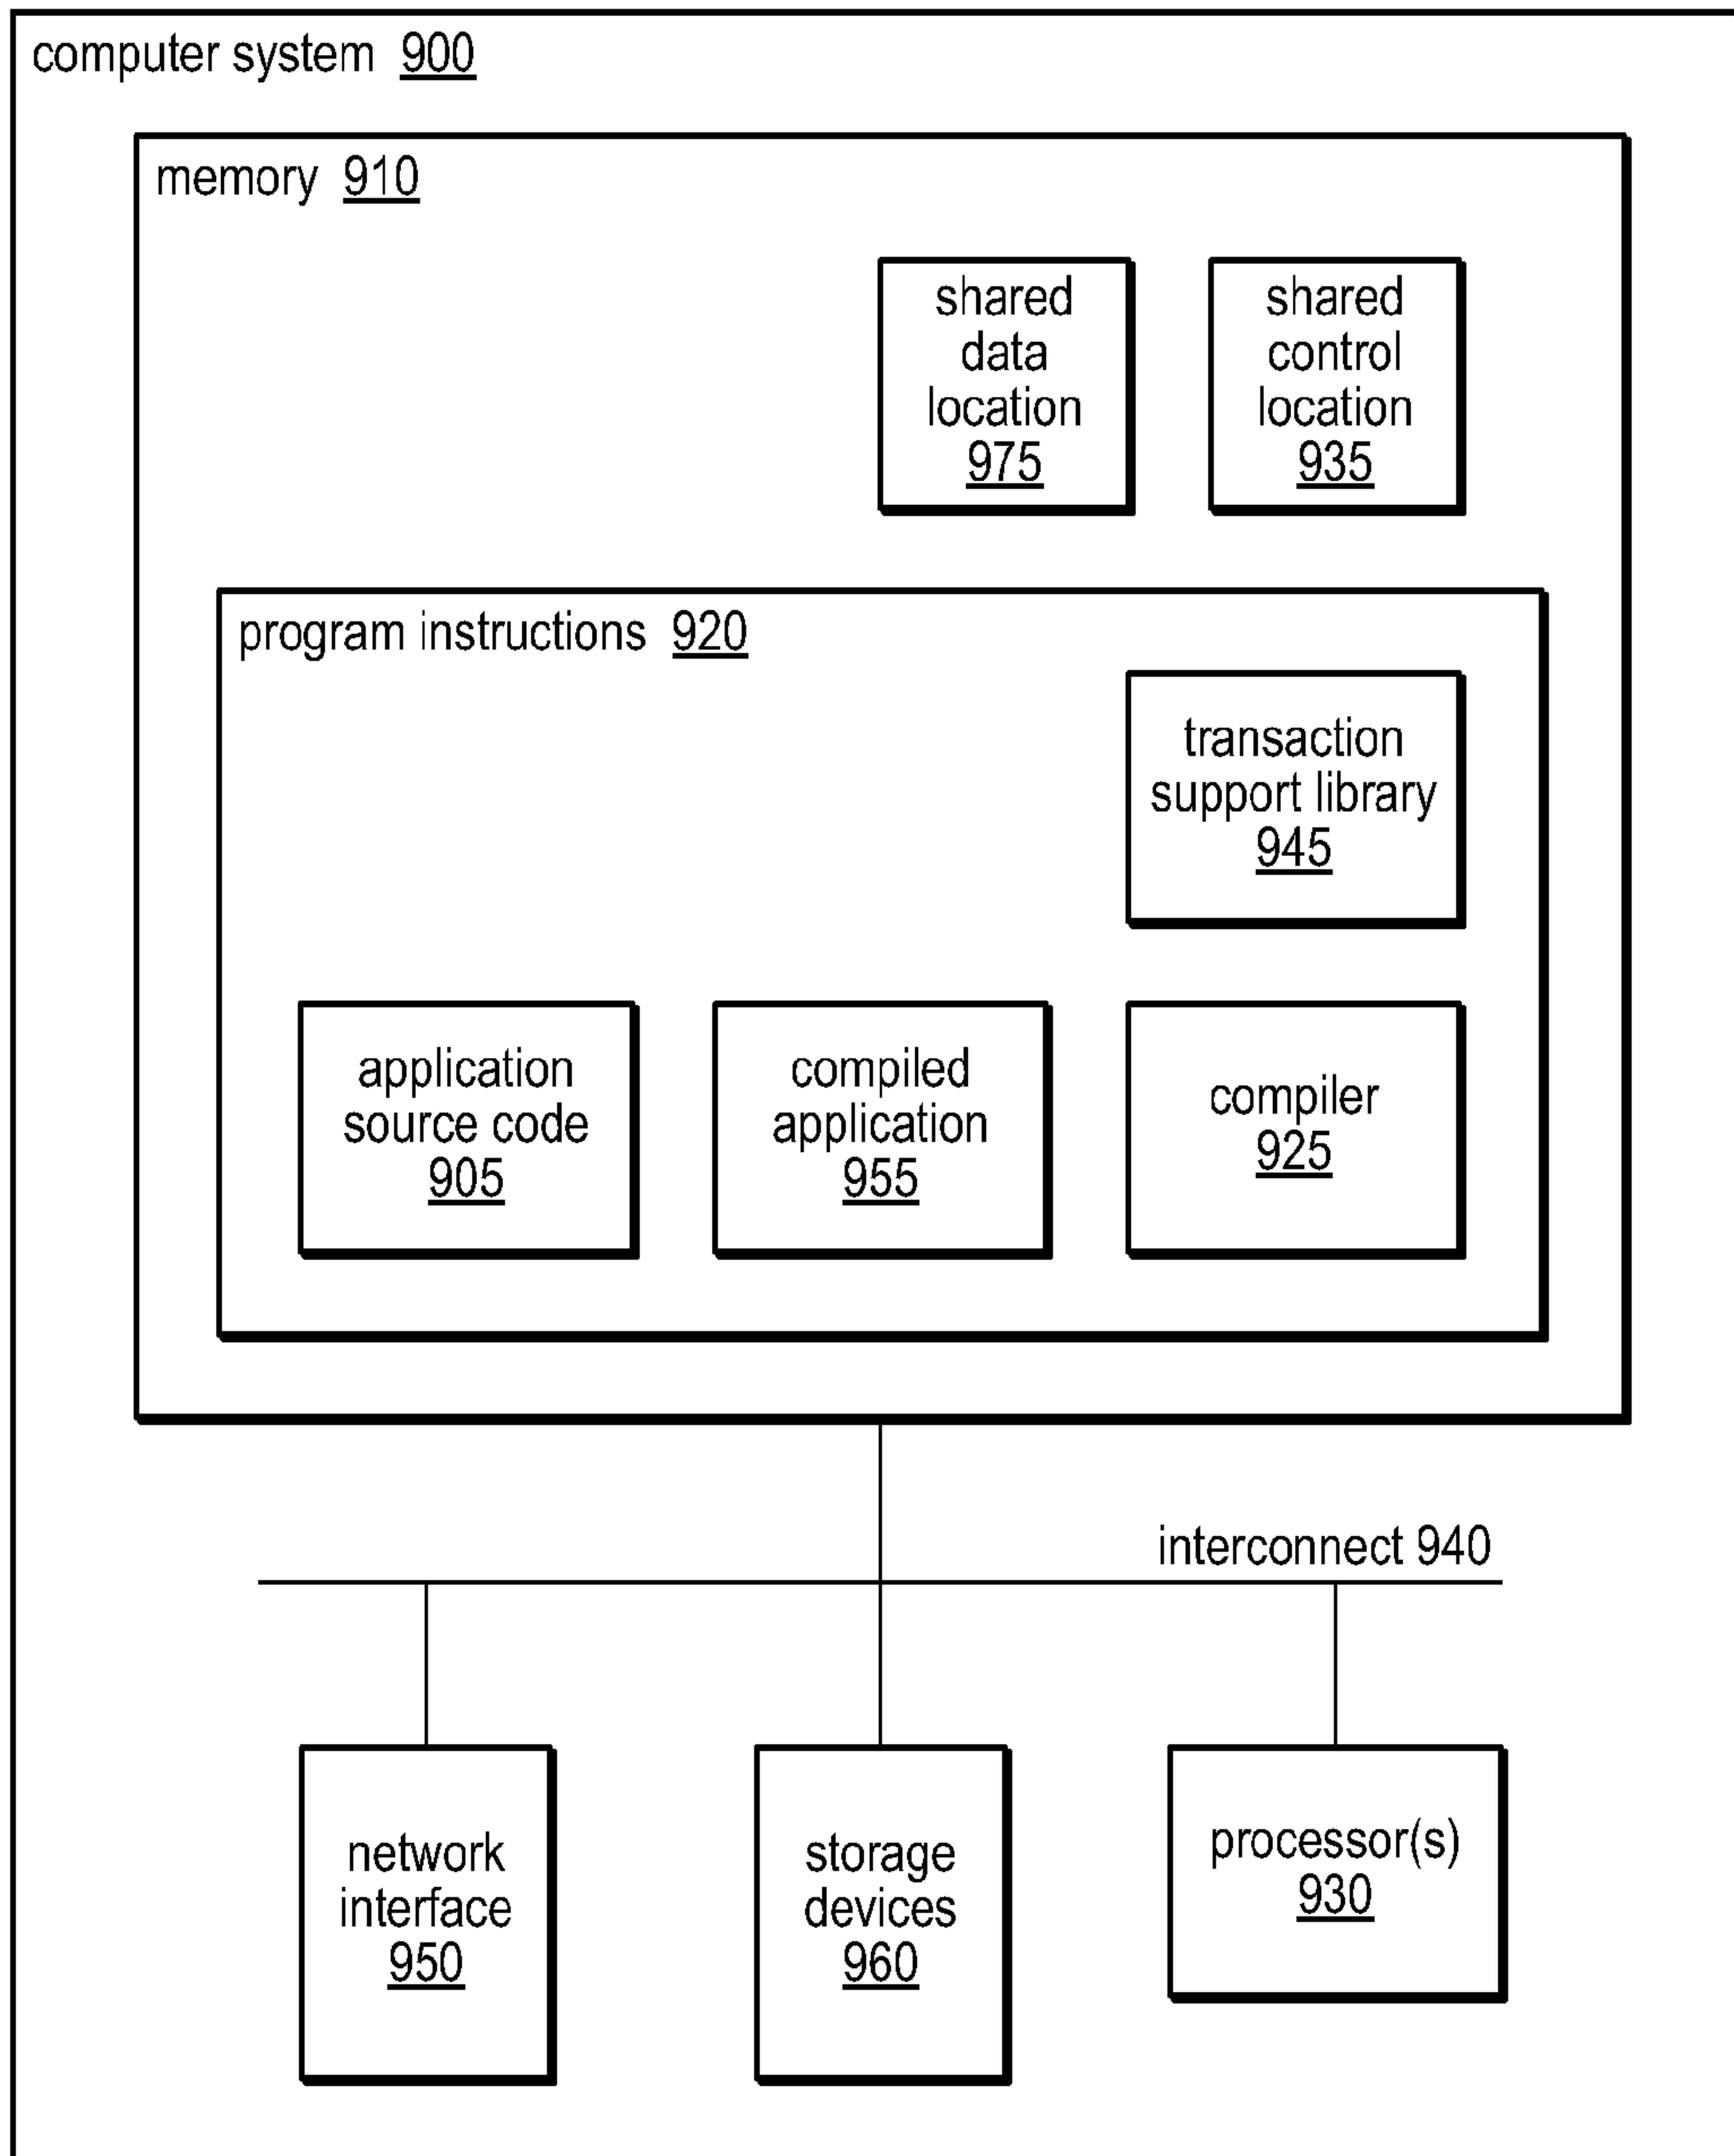 computer system 900
memory 910
shared
data
location
975
shared
control
location
935
program instructions 920
transaction
support library
945
application
source code
905
compiled
application
955
compiler
925
interconnect 940
network
interface
950
storage
devices
960
processor(s)
930